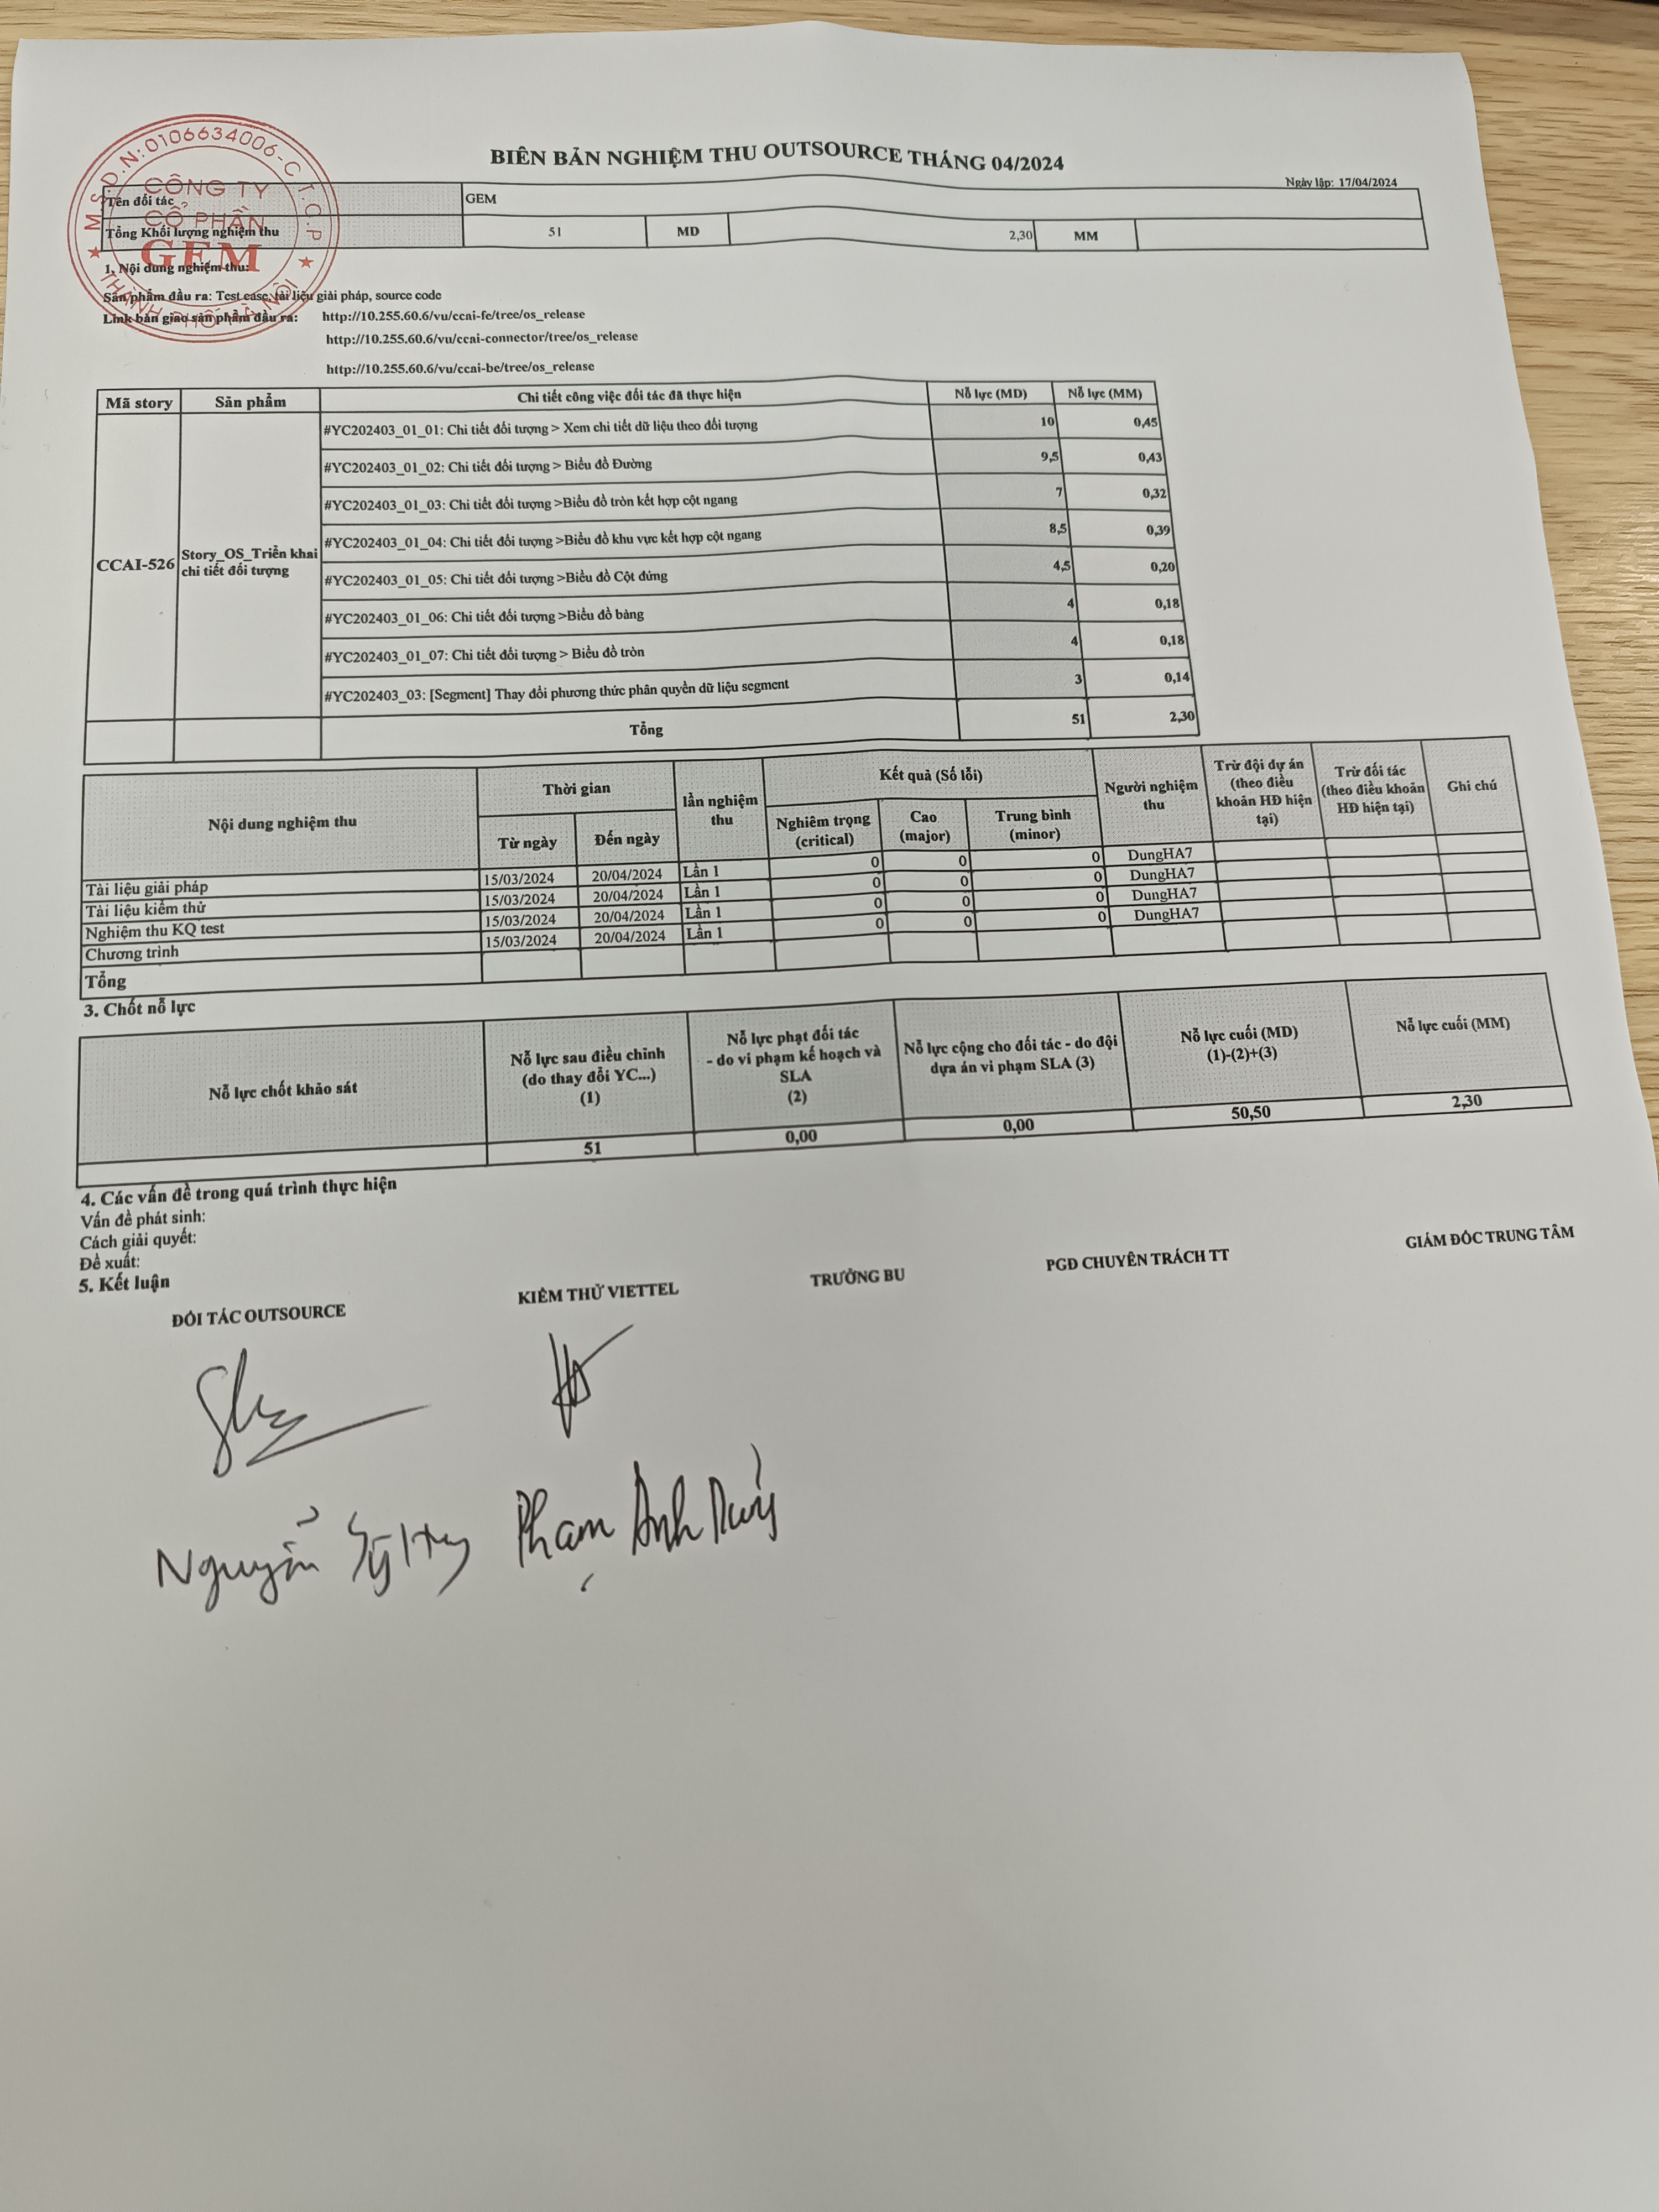 BIÊN BẢN NGHIỆM THU OUTSOURCE THÁNG 04/2024
Ngày lập: 17/04/2024
M.S.D.N:0106634006-C.T.C.P
CÔNG TY
CỔ PHẦN
GEM
THÀNH PHỐ HÀ NỘI
Tên đối tác GEM
Tổng Khối lượng nghiệm thu 51 MD 2,30 MM
1. Nội dung nghiệm thu:
Sản phẩm đầu ra: Test case, tài liệu giải pháp, source code
Link bàn giao sản phẩm đầu ra: http://10.255.60.6/vu/ccai-fe/tree/os_release
http://10.255.60.6/vu/ccai-connector/tree/os_release
http://10.255.60.6/vu/ccai-be/tree/os_release
Mã story Sản phẩm Chi tiết công việc đối tác đã thực hiện Nỗ lực (MD) Nỗ lực (MM)
CCAI-526 Story_OS_Triển khai chi tiết đối tượng
#YC202403_01_01: Chi tiết đối tượng > Xem chi tiết dữ liệu theo đối tượng 10 0,45
#YC202403_01_02: Chi tiết đối tượng > Biểu đồ Đường 9,5 0,43
#YC202403_01_03: Chi tiết đối tượng >Biểu đồ tròn kết hợp cột ngang 7 0,32
#YC202403_01_04: Chi tiết đối tượng >Biểu đồ khu vực kết hợp cột ngang 8,5 0,39
#YC202403_01_05: Chi tiết đối tượng >Biểu đồ Cột đứng 4,5 0,20
#YC202403_01_06: Chi tiết đối tượng >Biểu đồ bảng 4 0,18
#YC202403_01_07: Chi tiết đối tượng > Biểu đồ tròn 4 0,18
#YC202403_03: [Segment] Thay đổi phương thức phân quyền dữ liệu segment 3 0,14
Tổng 51 2,30
Nội dung nghiệm thu Thời gian lần nghiệm thu Kết quả (Số lỗi) Người nghiệm thu Trừ đội dự án (theo điều khoản HĐ hiện tại) Trừ đối tác (theo điều khoản HĐ hiện tại) Ghi chú
Từ ngày Đến ngày Nghiêm trọng (critical) Cao (major) Trung bình (minor)
Tài liệu giải pháp 15/03/2024 20/04/2024 Lần 1 0 0 0 DungHA7
Tài liệu kiểm thử 15/03/2024 20/04/2024 Lần 1 0 0 0 DungHA7
Nghiệm thu KQ test 15/03/2024 20/04/2024 Lần 1 0 0 0 DungHA7
Chương trình 15/03/2024 20/04/2024 Lần 1 0 0 0 DungHA7
Tổng
3. Chốt nỗ lực
Nỗ lực chốt khảo sát
Nỗ lực sau điều chỉnh
(do thay đổi YC...)
(1)
Nỗ lực phạt đối tác
- do vi phạm kế hoạch và
SLA
(2)
Nỗ lực cộng cho đối tác - do đội
dựa án vi phạm SLA (3)
Nỗ lực cuối (MD)
(1)-(2)+(3)
Nỗ lực cuối (MM)
51 0,00 0,00 50,50 2,30
4. Các vấn đề trong quá trình thực hiện
Vấn đề phát sinh:
Cách giải quyết:
Đề xuất:
5. Kết luận
ĐỐI TÁC OUTSOURCE KIỂM THỬ VIETTEL TRƯỞNG BU PGĐ CHUYÊN TRÁCH TT GIÁM ĐỐC TRUNG TÂM
Phạm Anh